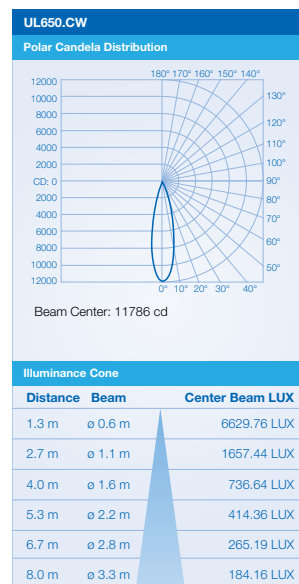 UL650.CW
Polar Candela Distribution
180° 170° 160° 150° 140°
12000
10000
8000
6000
4000
2000
CD: 0
2000
4000
6000
8000
10000
12000
130°
120°
110°
100°
90°
80°
70°
60°
50°
0° 10° 20° 30° 40°
Beam Center: 11786 cd
Illuminance Cone
Distance Beam Center Beam LUX
1.3 m ø 0.6 m 6629.76 LUX
2.7 m ø 1.1 m 1657.44 LUX
4.0 m ø 1.6 m 736.64 LUX
5.3 m ø 2.2 m 414.36 LUX
6.7 m ø 2.8 m 265.19 LUX
8.0 m ø 3.3 m 184.16 LUX